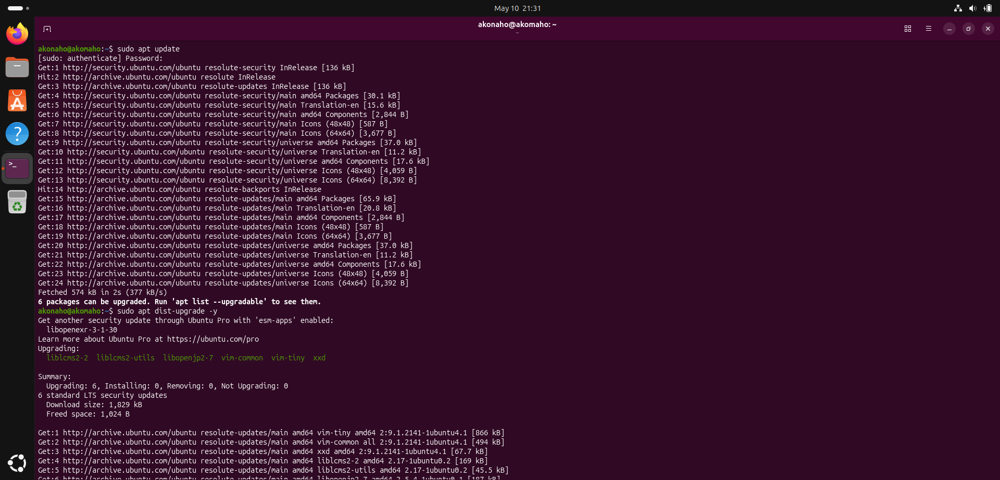 May 10 21:31
akonaho@akomaho: ~
~
akonaho@akomaho:~$ sudo apt update
[sudo: authenticate] Password:
Get:1 http://security.ubuntu.com/ubuntu resolute-security InRelease [136 kB]
Hit:2 http://archive.ubuntu.com/ubuntu resolute InRelease
Get:3 http://archive.ubuntu.com/ubuntu resolute-updates InRelease [136 kB]
Get:4 http://security.ubuntu.com/ubuntu resolute-security/main amd64 Packages [30.1 kB]
Get:5 http://security.ubuntu.com/ubuntu resolute-security/main Translation-en [15.6 kB]
Get:6 http://security.ubuntu.com/ubuntu resolute-security/main amd64 Components [2,844 B]
Get:7 http://security.ubuntu.com/ubuntu resolute-security/main Icons (48x48) [587 B]
Get:8 http://security.ubuntu.com/ubuntu resolute-security/main Icons (64x64) [3,677 B]
Get:9 http://security.ubuntu.com/ubuntu resolute-security/universe amd64 Packages [37.0 kB]
Get:10 http://security.ubuntu.com/ubuntu resolute-security/universe Translation-en [11.2 kB]
Get:11 http://security.ubuntu.com/ubuntu resolute-security/universe amd64 Components [17.6 kB]
Get:12 http://security.ubuntu.com/ubuntu resolute-security/universe Icons (48x48) [4,059 B]
Get:13 http://security.ubuntu.com/ubuntu resolute-security/universe Icons (64x64) [8,392 B]
Hit:14 http://archive.ubuntu.com/ubuntu resolute-backports InRelease
Get:15 http://archive.ubuntu.com/ubuntu resolute-updates/main amd64 Packages [65.9 kB]
Get:16 http://archive.ubuntu.com/ubuntu resolute-updates/main Translation-en [20.8 kB]
Get:17 http://archive.ubuntu.com/ubuntu resolute-updates/main amd64 Components [2,844 B]
Get:18 http://archive.ubuntu.com/ubuntu resolute-updates/main Icons (48x48) [587 B]
Get:19 http://archive.ubuntu.com/ubuntu resolute-updates/main Icons (64x64) [3,677 B]
Get:20 http://archive.ubuntu.com/ubuntu resolute-updates/universe amd64 Packages [37.0 kB]
Get:21 http://archive.ubuntu.com/ubuntu resolute-updates/universe Translation-en [11.2 kB]
Get:22 http://archive.ubuntu.com/ubuntu resolute-updates/universe amd64 Components [17.6 kB]
Get:23 http://archive.ubuntu.com/ubuntu resolute-updates/universe Icons (48x48) [4,059 B]
Get:24 http://archive.ubuntu.com/ubuntu resolute-updates/universe Icons (64x64) [8,392 B]
Fetched 574 kB in 2s (377 kB/s)
6 packages can be upgraded. Run 'apt list --upgradable' to see them.
akonaho@akomaho:~$ sudo apt dist-upgrade -y
Get another security update through Ubuntu Pro with 'esm-apps' enabled:
  libopenexr-3-1-30
Learn more about Ubuntu Pro at https://ubuntu.com/pro
Upgrading:
  liblcms2-2  liblcms2-utils  libopenjp2-7  vim-common  vim-tiny  xxd
Summary:
  Upgrading: 6, Installing: 0, Removing: 0, Not Upgrading: 0
6 standard LTS security updates
  Download size: 1,829 kB
  Freed space: 1,024 B
Get:1 http://archive.ubuntu.com/ubuntu resolute-updates/main amd64 vim-tiny amd64 2:9.1.2141-1ubuntu4.1 [866 kB]
Get:2 http://archive.ubuntu.com/ubuntu resolute-updates/main amd64 vim-common all 2:9.1.2141-1ubuntu4.1 [494 kB]
Get:3 http://archive.ubuntu.com/ubuntu resolute-updates/main amd64 xxd amd64 2:9.1.2141-1ubuntu4.1 [67.7 kB]
Get:4 http://archive.ubuntu.com/ubuntu resolute-updates/main amd64 liblcms2-2 amd64 2.17-1ubuntu0.2 [169 kB]
Get:5 http://archive.ubuntu.com/ubuntu resolute-updates/main amd64 liblcms2-utils amd64 2.17-1ubuntu0.2 [45.5 kB]
Get:6 http://archive.ubuntu.com/ubuntu resolute-updates/main amd64 libopenjp2-7 amd64 2.5.4-1ubuntu0.1 [187 kB]